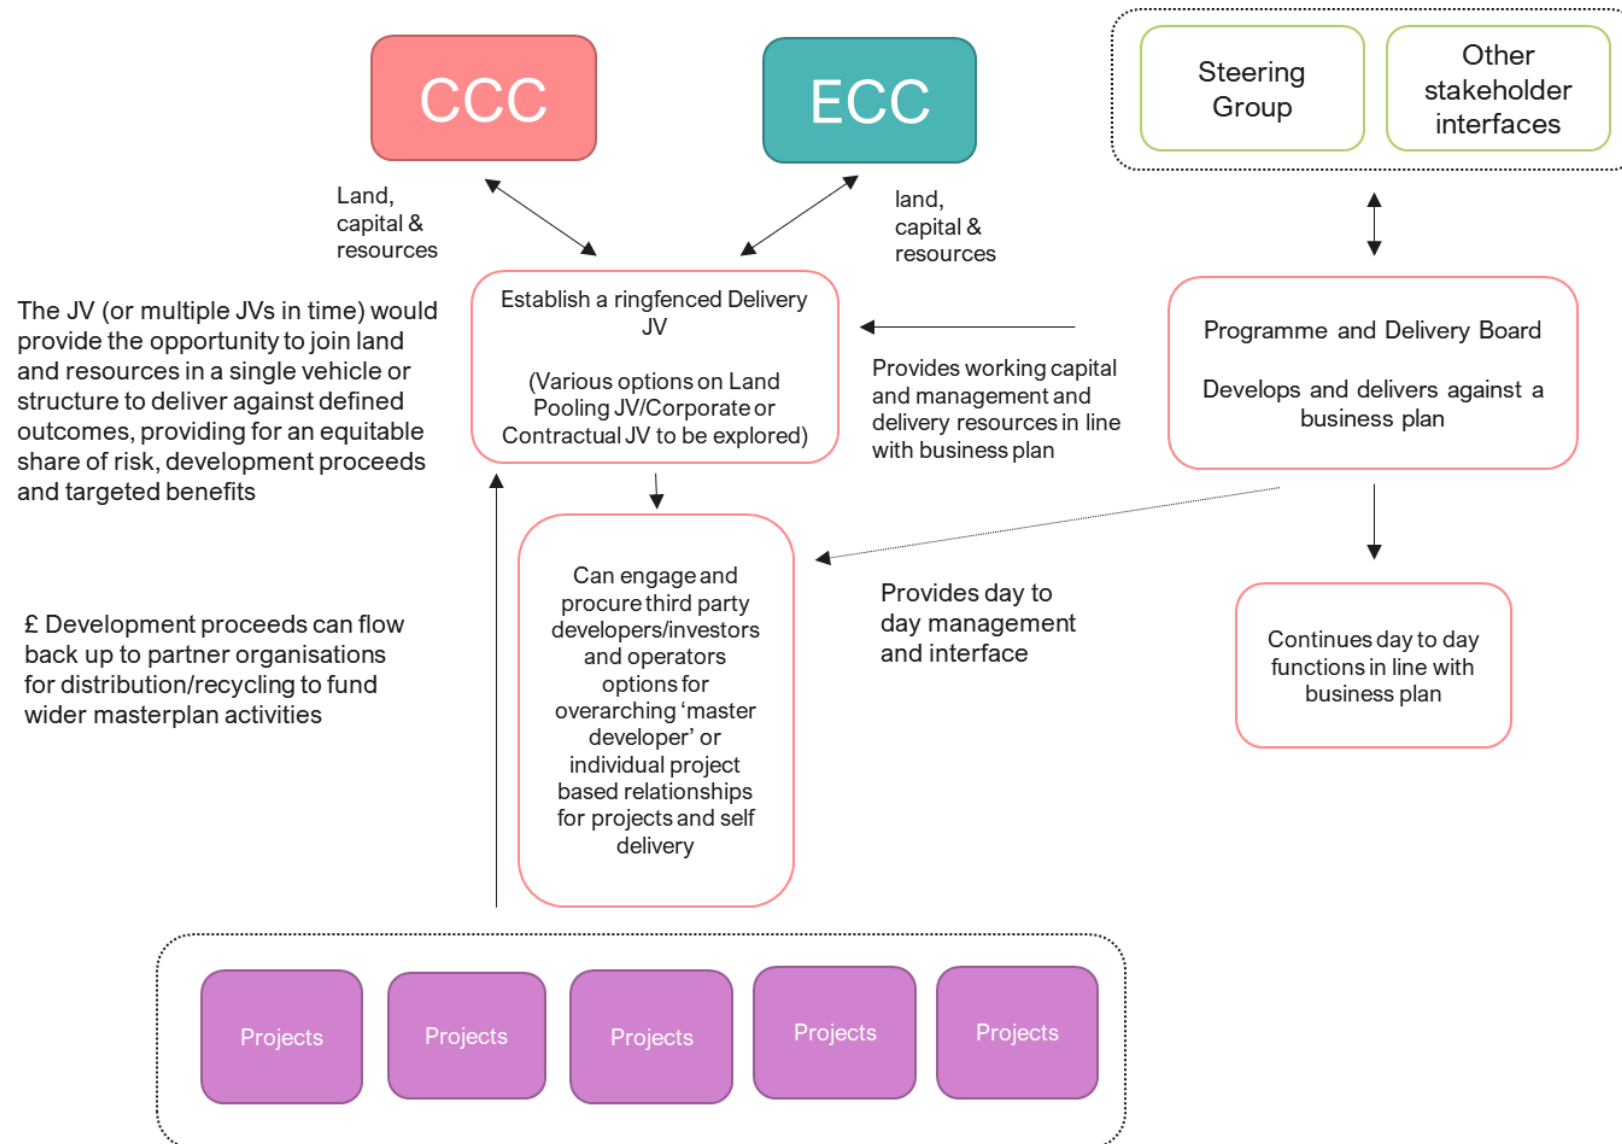 CCC
ECC
Steering
Group
Other
stakeholder
interfaces
Land,
capital &
resources
land,
capital &
resources
The JV (or multiple JVs in time) would
provide the opportunity to join land
and resources in a single vehicle or
structure to deliver against defined
outcomes, providing for an equitable
share of risk, development proceeds
and targeted benefits
Establish a ringfenced Delivery
JV
(Various options on Land
Pooling JV/Corporate or
Contractual JV to be explored)
Provides working capital
and management and
delivery resources in line
with business plan
Programme and Delivery Board
Develops and delivers against a
business plan
£ Development proceeds can flow
back up to partner organisations
for distribution/recycling to fund
wider masterplan activities
Can engage and
procure third party
developers/investors
and operators
options for
overarching ‘master
developer’ or
individual project
based relationships
for projects and self
delivery
Provides day to
day management
and interface
Continues day to day
functions in line with
business plan
Projects
Projects
Projects
Projects
Projects